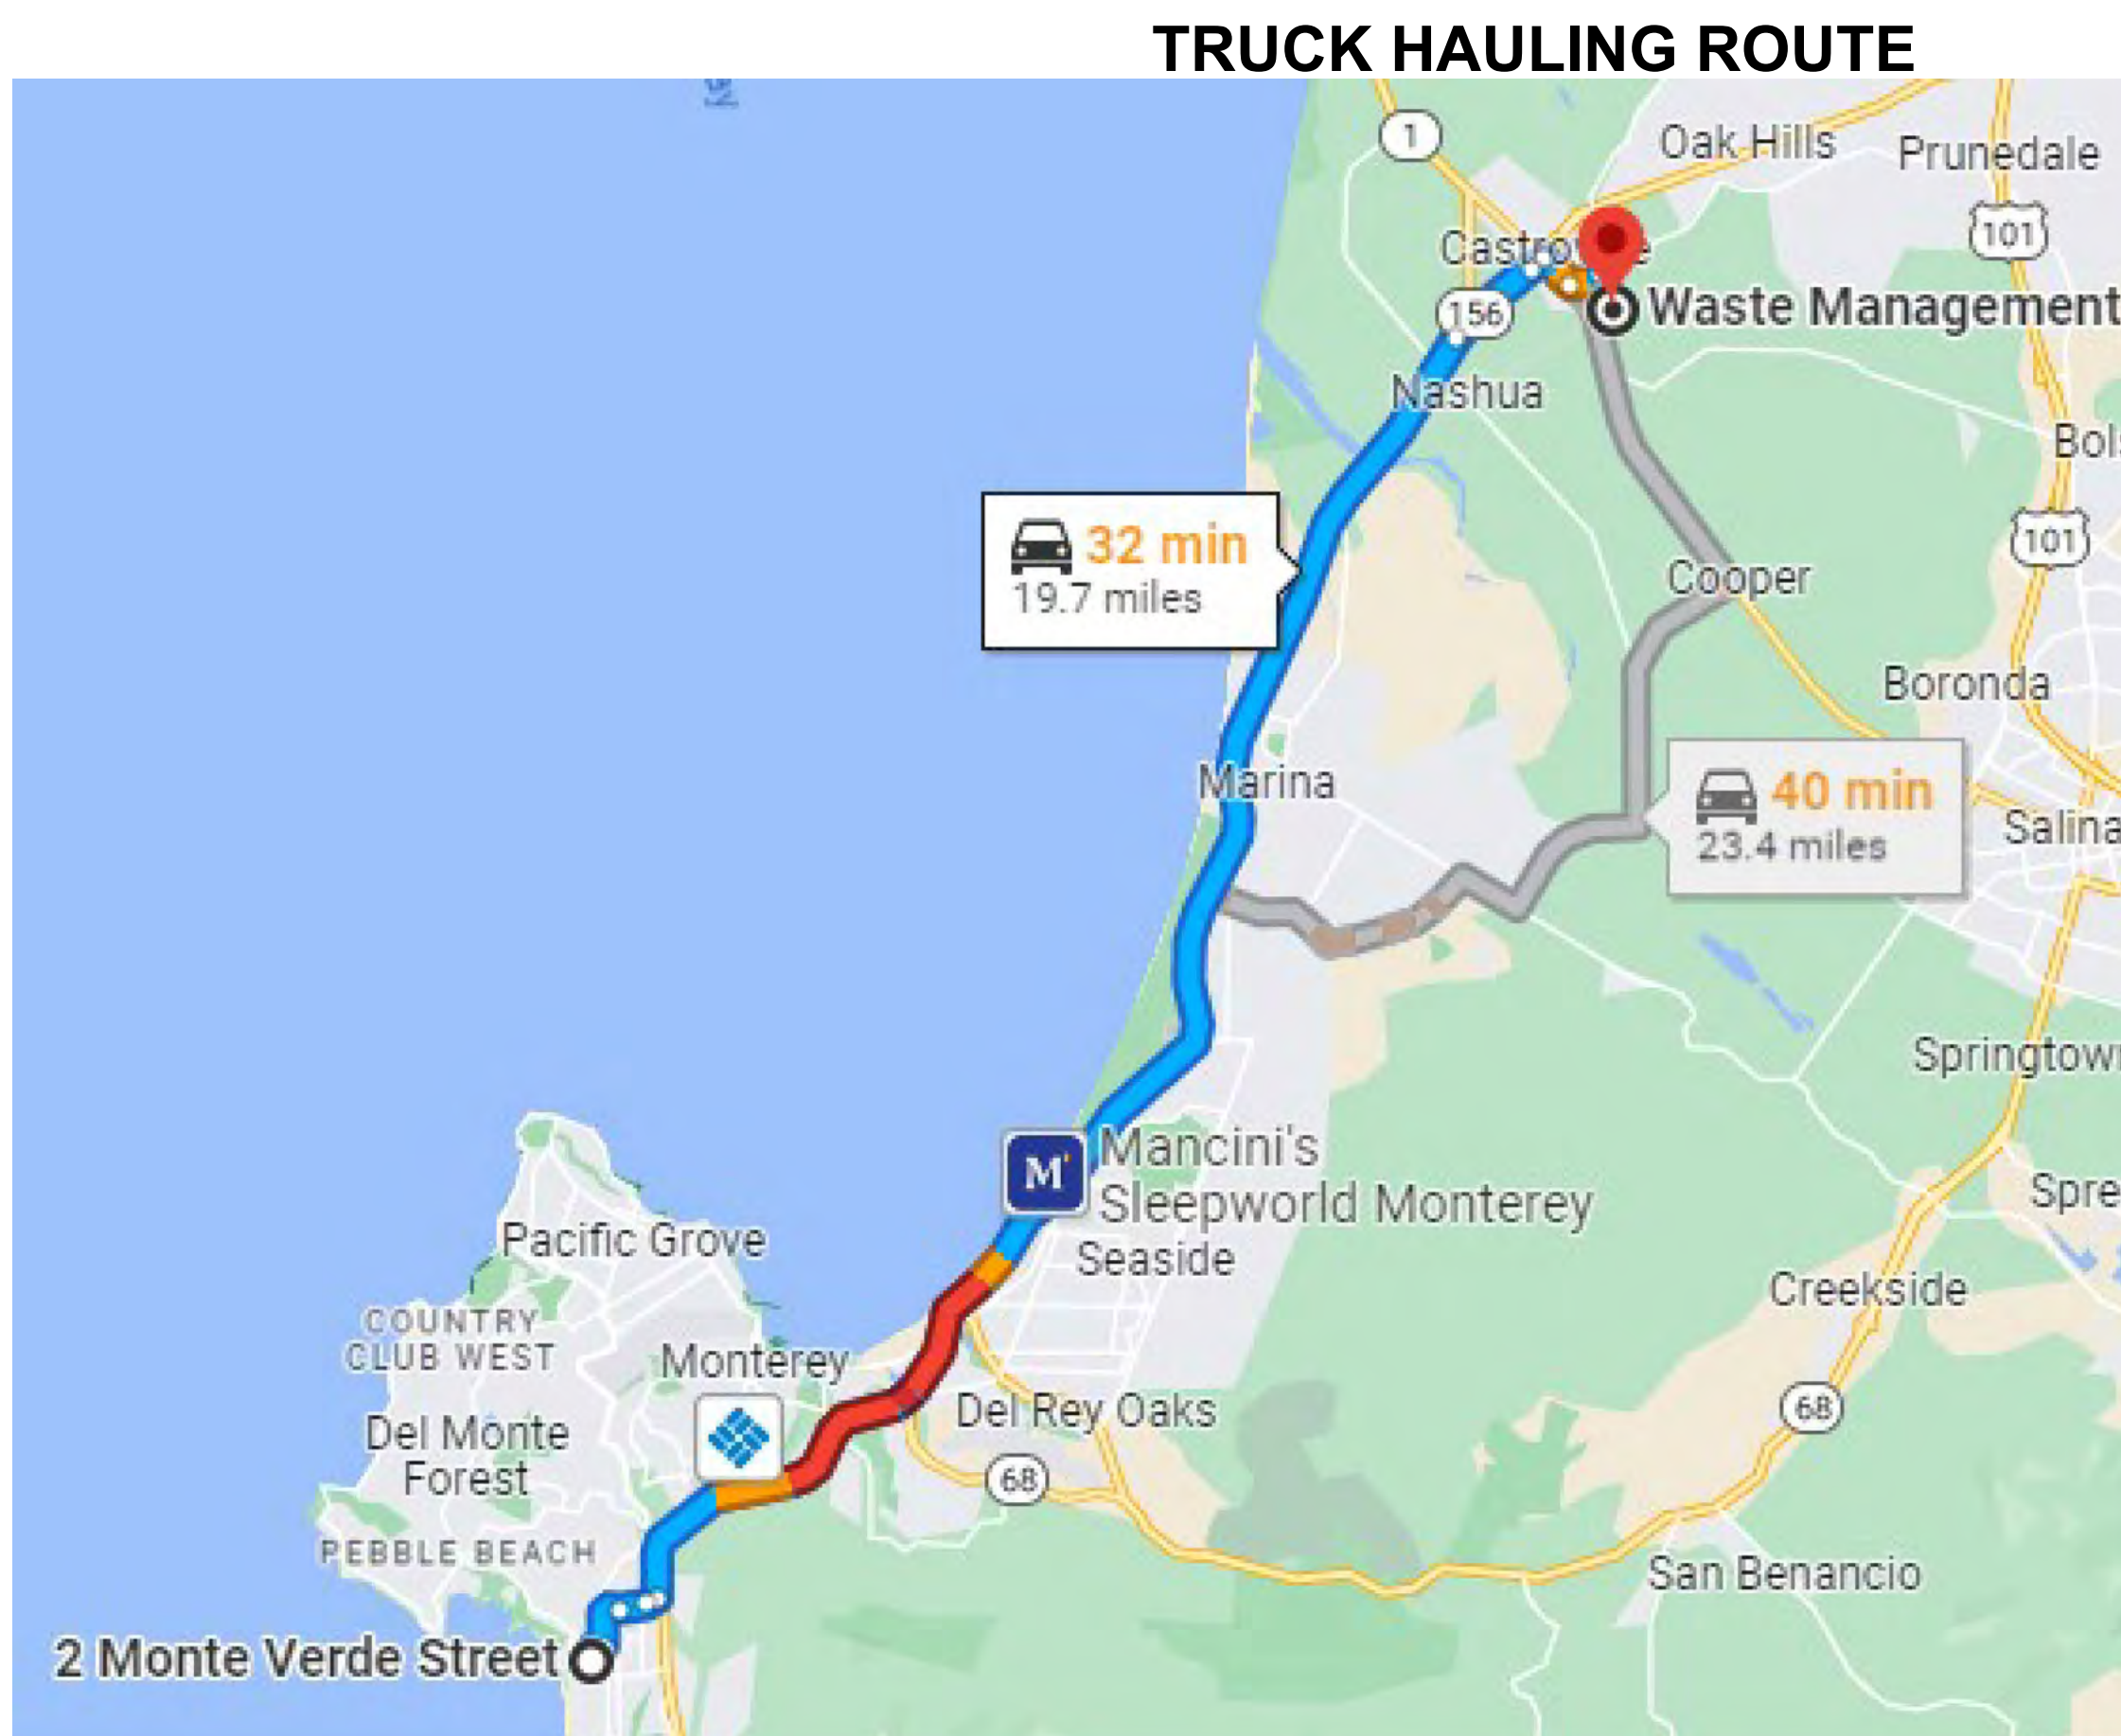 TRUCK HAULING ROUTE
1
Oak Hills
Prunedale
101
Waste Management
156
Nashua
32 min
19.7 miles
101
Cooper
Boronda
Marina
40 min
23.4 miles
Mancini's
Sleepworld Monterey
Seaside
Pacific Grove
COUNTRY
CLUB WEST
Monterey
Creekside
Del Rey Oaks
68
Del Monte
Forest
68
PEBBLE BEACH
San Benancio
2 Monte Verde Street
M